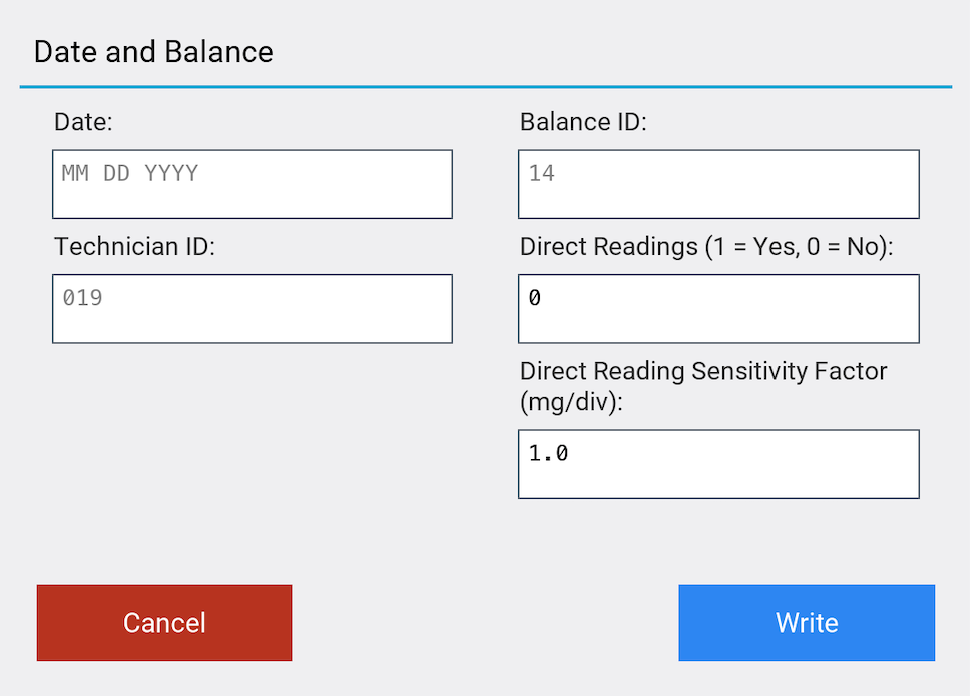 Date and Balance
Date:
MM DD YYYY
Technician ID:
019
Balance ID:
14
Direct Readings (1 = Yes, 0 = No):
0
Direct Reading Sensitivity Factor
(mg/div):
1.0
Cancel
Write